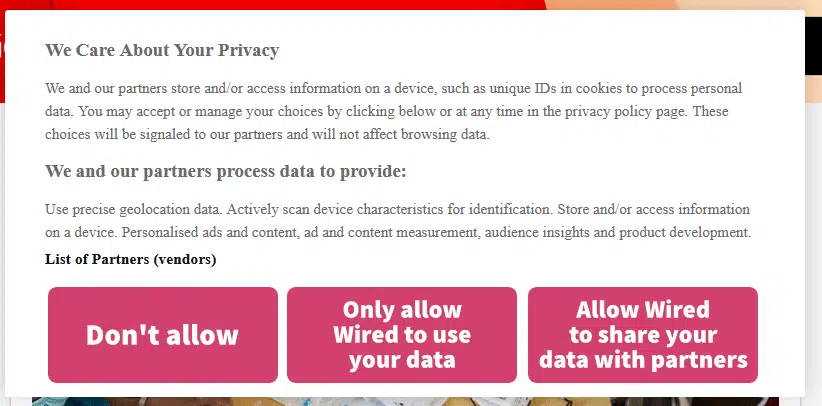 We Care About Your Privacy
We and our partners store and/or access information on a device, such as unique IDs in cookies to process personal
data. You may accept or manage your choices by clicking below or at any time in the privacy policy page. These
choices will be signaled to our partners and will not affect browsing data.
We and our partners process data to provide:
Use precise geolocation data. Actively scan device characteristics for identification. Store and/or access information
on a device. Personalised ads and content, ad and content measurement, audience insights and product development.
List of Partners (vendors)
Don't allow
Only allow
Wired to use
your data
Allow Wired
to share your
data with partners